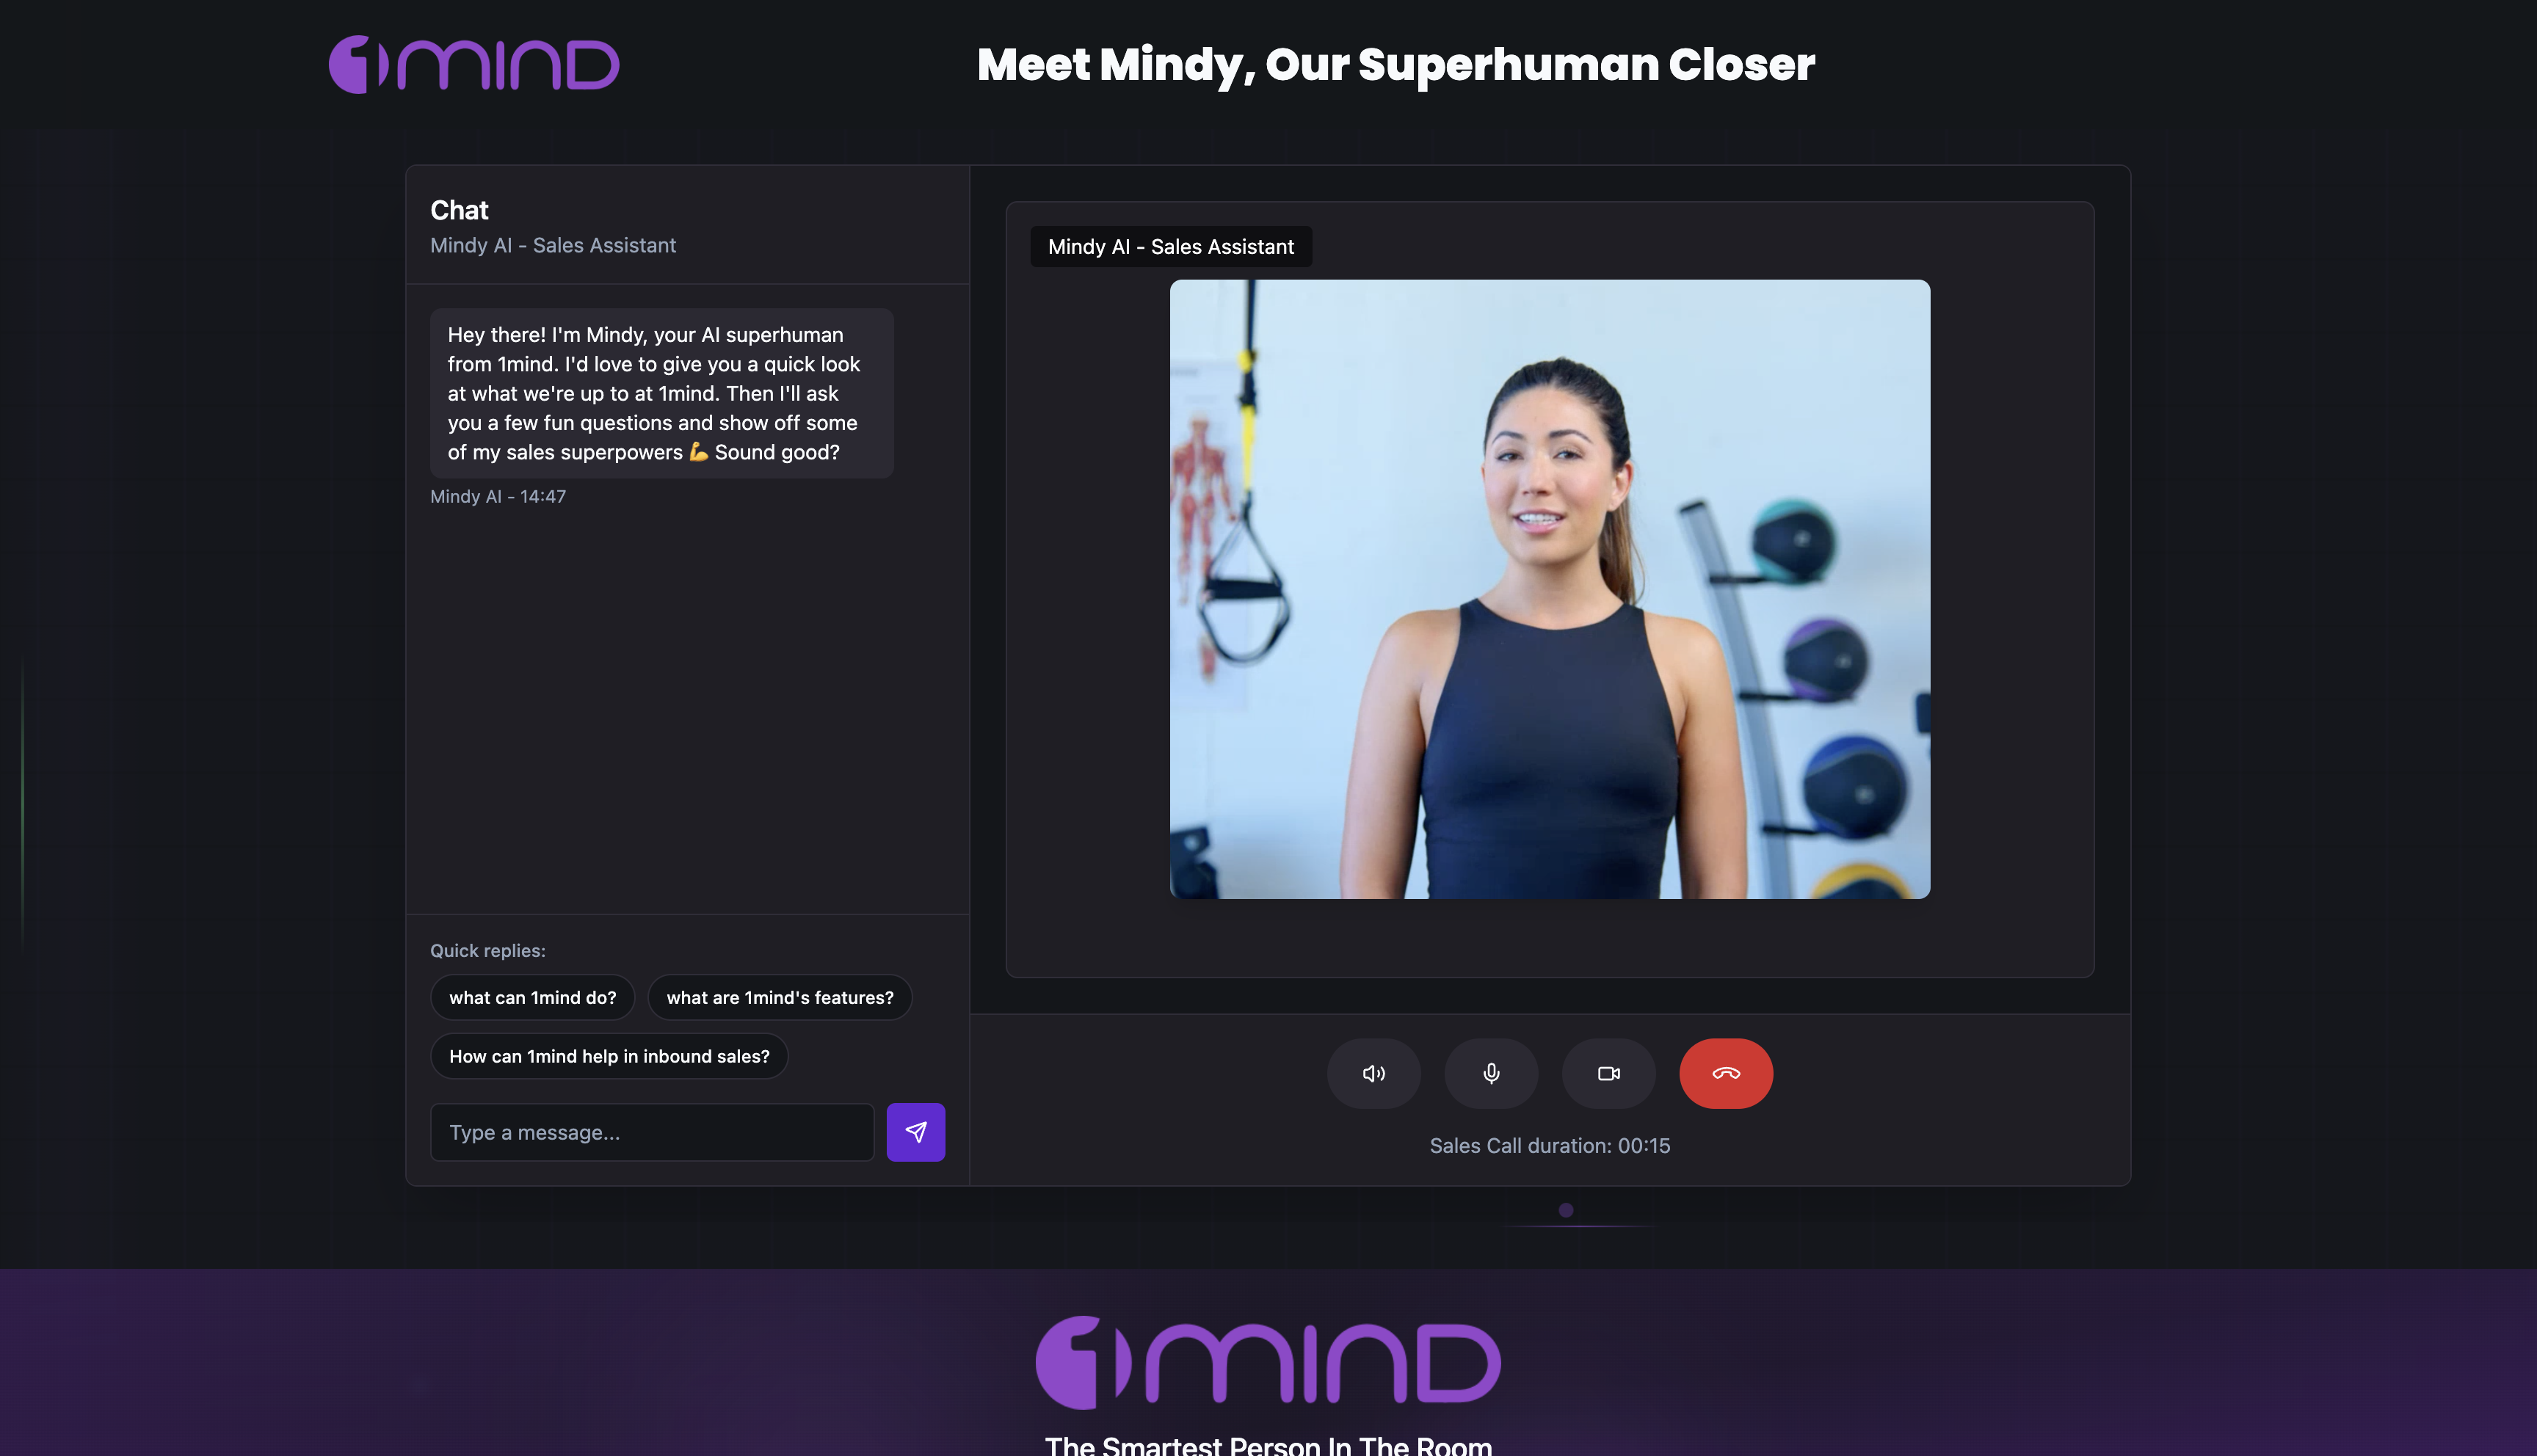 1MIND
Meet Mindy, Our Superhuman Closer
Chat
Mindy AI - Sales Assistant
Hey there! I'm Mindy, your AI superhuman
from 1mind. I'd love to give you a quick look
at what we're up to at 1mind. Then I'll ask
you a few fun questions and show off some
of my sales superpowers 💪 Sound good?
Mindy AI - 14:47
Quick replies:
what can 1mind do?
what are 1mind's features?
How can 1mind help in inbound sales?
Type a message...
Mindy AI - Sales Assistant
Sales Call duration: 00:15
1MIND
The Smartest Person In The Room